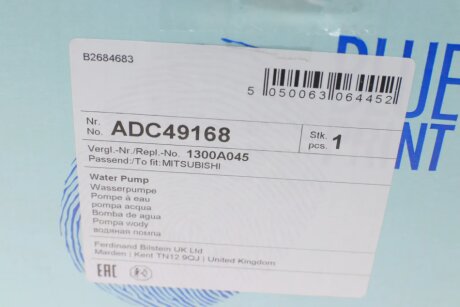 B2684683
BLUE
PRINT
5 050063 064452
Nr.
No. ADC49168
Stk.
pcs. 1
Vergl.-Nr./Repl.-No. 1300A045
Passend:/To fit:MITSUBISHI
Water Pump
Wasserpumpe
Pompe à eau
pompa acqua
Bomba de agua
Pompa wody
водяная помпа
Ferdinand Bilstein UK Ltd
Marden | Kent TN12 9QJ | United Kingdom
EAC